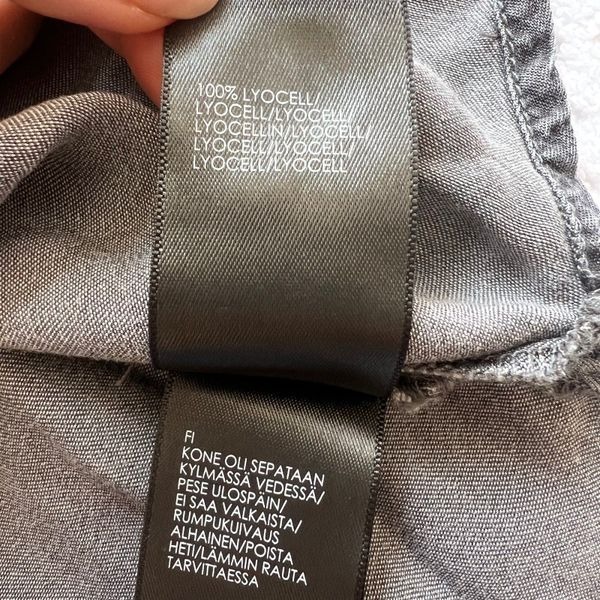 100% LYOCELL/
LYOCELL/LYOCELL/
LYOCELLIN/LYOCELL/
LYOCELL/LYOCELL/
LYOCELL/LYOCELL
FI
KONE OLI SEPATAAN
KYLMÄSSÄ VEDESSÄ/
PESE ULOSPÄIN/
EI SAA VALKAISTA/
RUMPUKUIVAUS
ALHAINEN/POISTA
HETI/LÄMMIN RAUTA
TARVITTAESSA